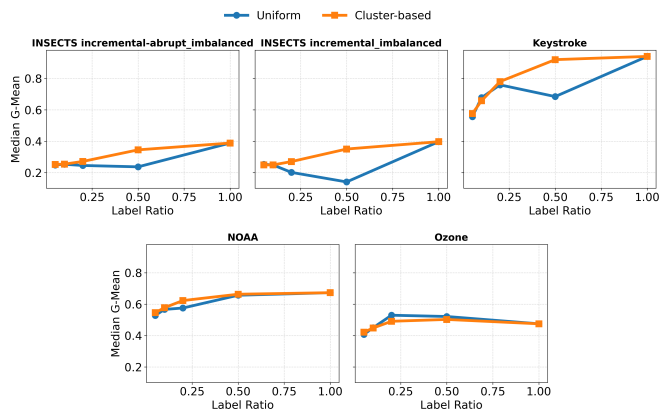 Uniform
Cluster-based
INSECTS incremental-abrupt_imbalanced
INSECTS incremental_imbalanced
Keystroke
Median G-Mean
0.8
0.6
0.4
0.2
0.25
0.50
0.75
1.00
Label Ratio
0.25
0.50
0.75
1.00
Label Ratio
0.25
0.50
0.75
1.00
Label Ratio
NOAA
Ozone
Median G-Mean
0.8
0.6
0.4
0.2
0.25
0.50
0.75
1.00
Label Ratio
0.25
0.50
0.75
1.00
Label Ratio